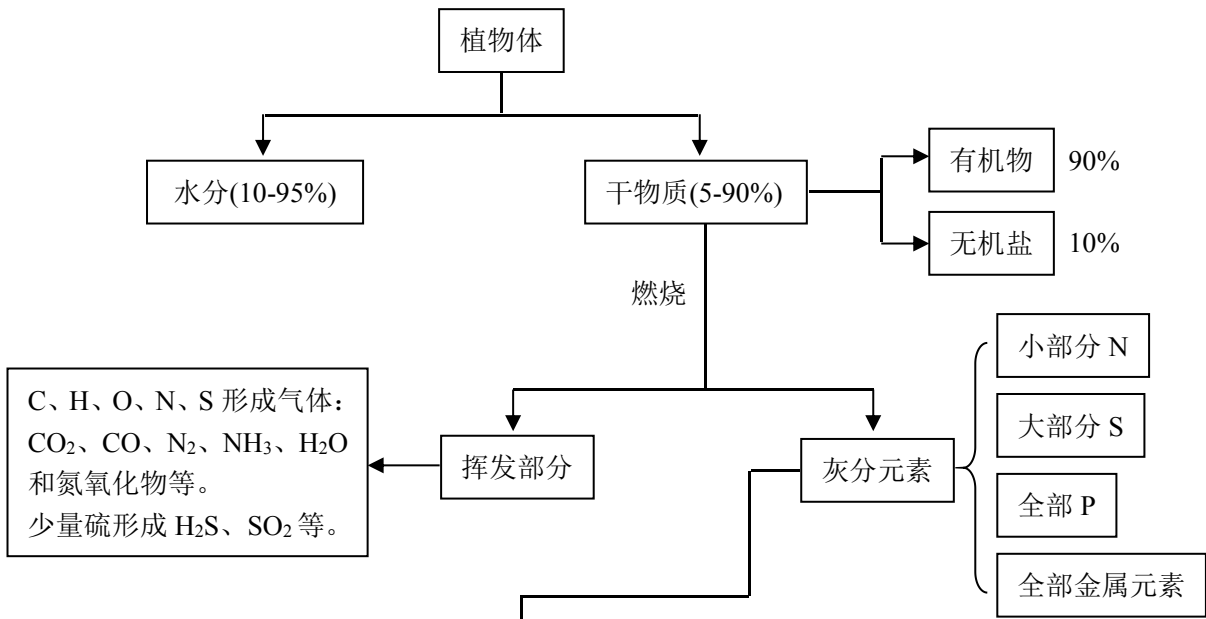 植物体
水分(10-95%)
干物质(5-90%)
有机物 90%
无机盐 10%
燃烧
C、H、O、N、S 形成气体：
CO₂、CO、N₂、NH₃、H₂O
和氮氧化物等。
少量硫形成 H₂S、SO₂ 等。
挥发部分
灰分元素
小部分 N
大部分 S
全部 P
全部金属元素